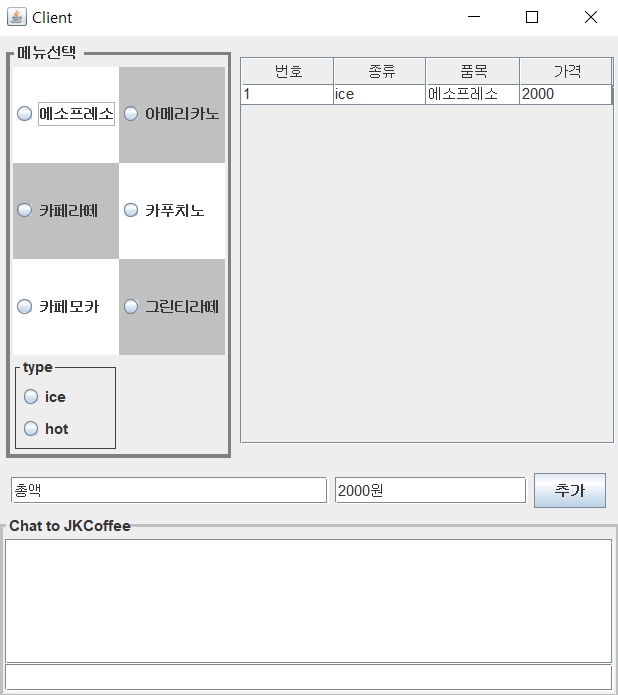 Client
메뉴선택
에소프레소 아메리카노
카페라떼 카푸치노
카페모카 그린티라떼
type
ice
hot
번호 종류 품목 가격
1 ice 에소프레소 2000
총액 2000원 추가
Chat to JKCoffee